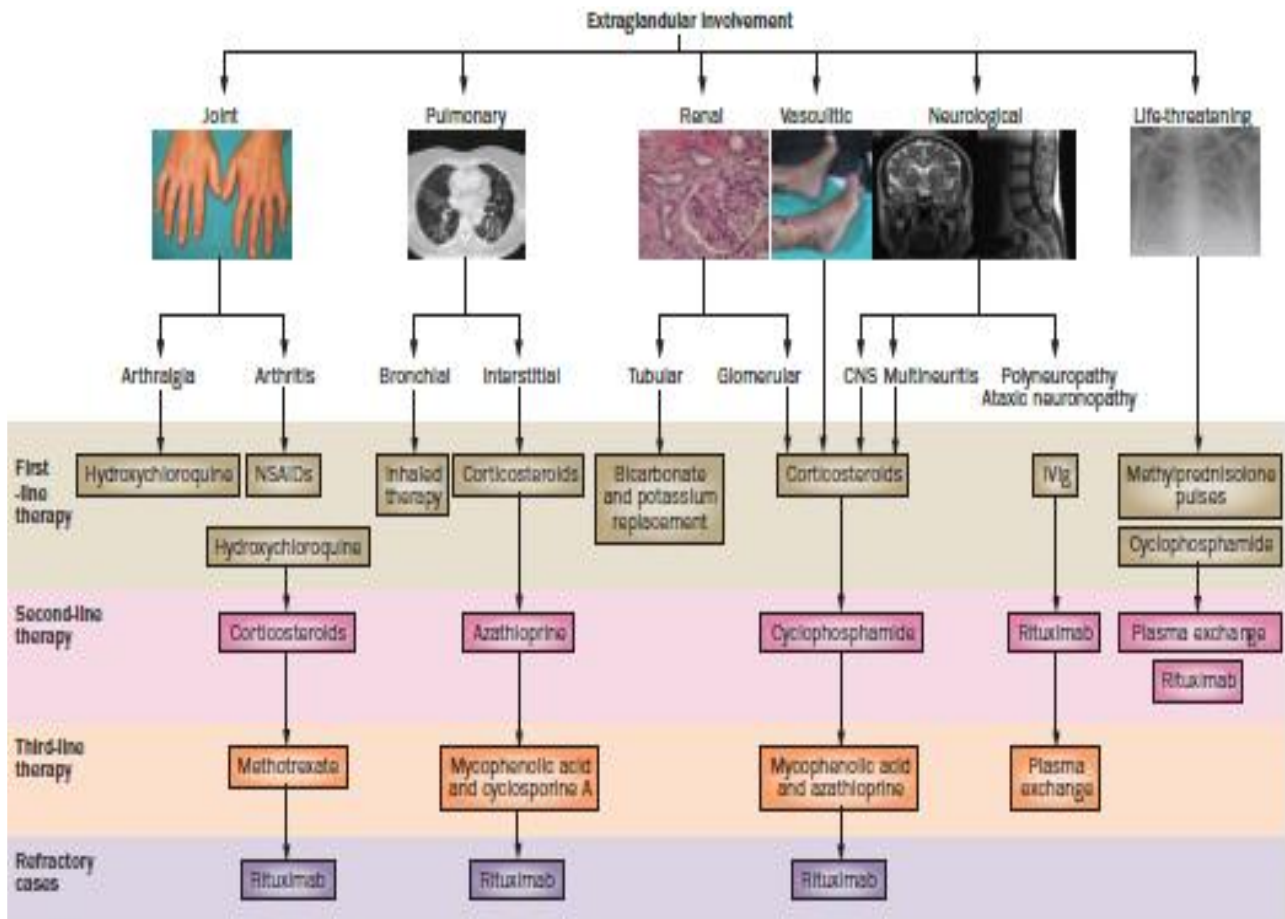 Extraglandular involvement
Joint
Pulmonary
Renal
Vasculitic
Neurological
Life-threatening
Arthralgia
Arthritis
Bronchial
Interstitial
Tubular
Glomerular
CNS Multineuritis
Polyneuropathy
Ataxic neuronopathy
First
-line
therapy
Hydroxychloroquine
NSAIDs
Hydroxychloroquine
Inhaled
therapy
Corticosteroids
Bicarbonate
and potassium
replacement
Corticosteroids
IVIg
Methylprednisolone
pulses
Cyclophosphamide
Second-line
therapy
Corticosteroids
Azathioprine
Cyclophosphamide
Rituximab
Plasma exchange
Rituximab
Third-line
therapy
Methotrexate
Mycophenolic acid
and cyclosporine A
Mycophenolic acid
and azathioprine
Plasma
exchange
Refractory
cases
Rituximab
Rituximab
Rituximab